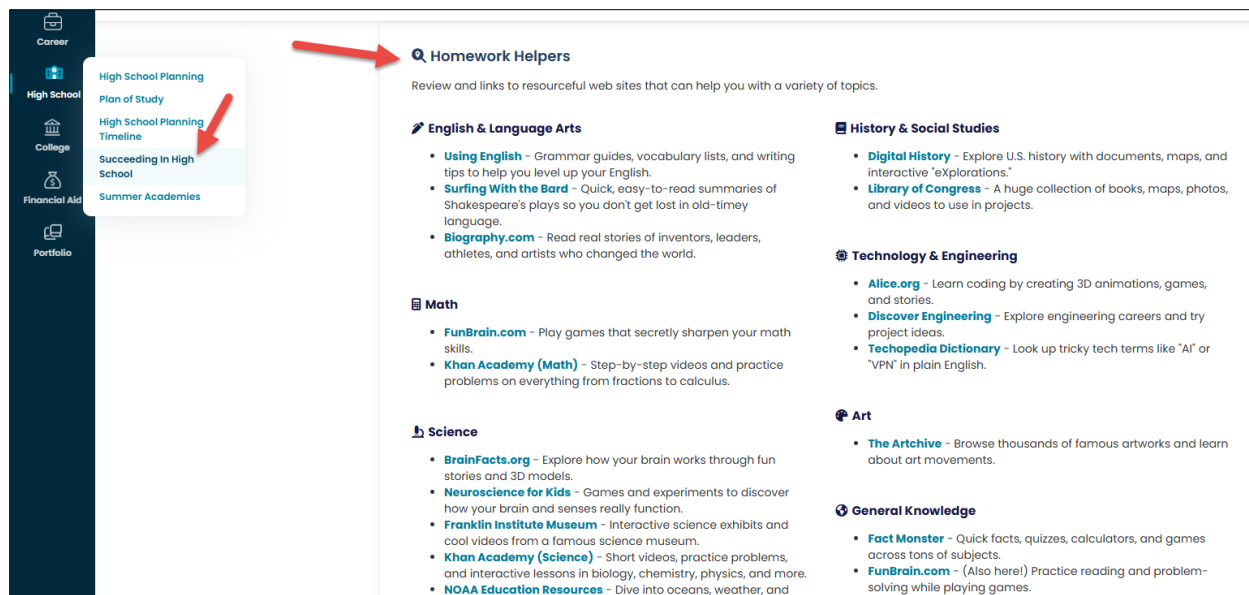 Career
High School
College
Financial Aid
Portfolio
High School Planning
Plan of Study
High School Planning
Timeline
Succeeding In High
School
Summer Academies
Homework Helpers
Review and links to resourceful web sites that can help you with a variety of topics.
English & Language Arts
Using English - Grammar guides, vocabulary lists, and writing
tips to help you level up your English.
Surfing With the Bard - Quick, easy-to-read summaries of
Shakespeare's plays so you don't get lost in old-timey
language.
Biography.com - Read real stories of inventors, leaders,
athletes, and artists who changed the world.
Math
FunBrain.com - Play games that secretly sharpen your math
skills.
Khan Academy (Math) - Step-by-step videos and practice
problems on everything from fractions to calculus.
Science
BrainFacts.org - Explore how your brain works through fun
stories and 3D models.
Neuroscience for Kids - Games and experiments to discover
how your brain and senses really function.
Franklin Institute Museum - Interactive science exhibits and
cool videos from a famous science museum.
Khan Academy (Science) - Short videos, practice problems,
and interactive lessons in biology, chemistry, physics, and more.
NOAA Education Resources - Dive into oceans, weather, and
History & Social Studies
Digital History - Explore U.S. history with documents, maps, and
interactive "eXplorations."
Library of Congress - A huge collection of books, maps, photos,
and videos to use in projects.
Technology & Engineering
Alice.org - Learn coding by creating 3D animations, games,
and stories.
Discover Engineering - Explore engineering careers and try
project ideas.
Techopedia Dictionary - Look up tricky tech terms like "AI" or
"VPN" in plain English.
Art
The Artchive - Browse thousands of famous artworks and learn
about art movements.
General Knowledge
Fact Monster - Quick facts, quizzes, calculators, and games
across tons of subjects.
FunBrain.com - (Also here!) Practice reading and problem-
solving while playing games.